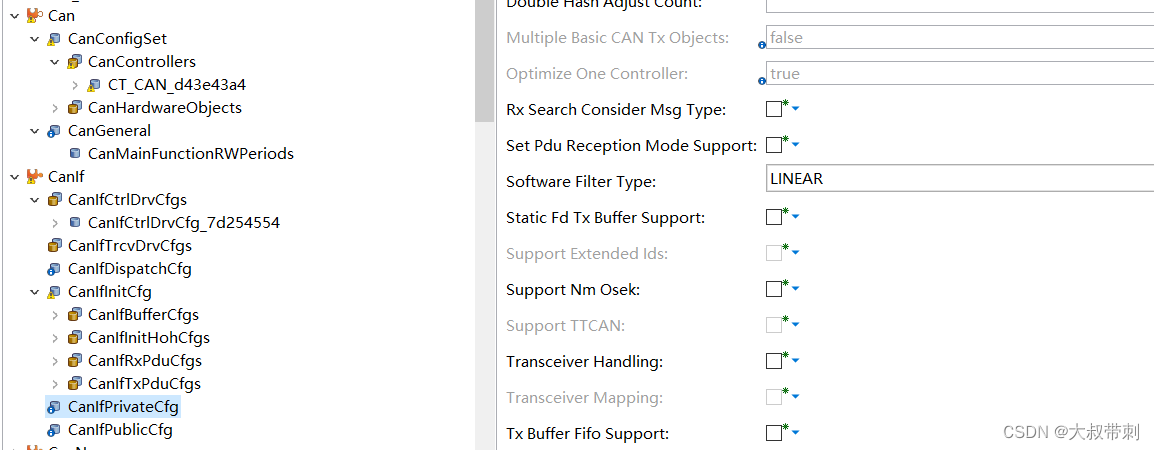 Can
CanConfigSet
CanControllers
CT_CAN_d43e43a4
CanHardwareObjects
CanGeneral
CanMainFunctionRWPeriods
CanIf
CanIfCtrlDrvCfgs
CanIfCtrlDrvCfg_7d254554
CanIfTrcvDrvCfgs
CanIfDispatchCfg
CanIfInitCfg
CanIfBufferCfgs
CanIfInitHohCfgs
CanIfRxPduCfgs
CanIfTxPduCfgs
CanIfPrivateCfg
CanIfPublicCfg
Double Hash Adjust Count:
Multiple Basic CAN Tx Objects: false
Optimize One Controller: true
Rx Search Consider Msg Type:
Set Pdu Reception Mode Support:
Software Filter Type: LINEAR
Static Fd Tx Buffer Support:
Support Extended Ids:
Support Nm Osek:
Support TTCAN:
Transceiver Handling:
Transceiver Mapping:
Tx Buffer Fifo Support:
CSDN @大叔带刺